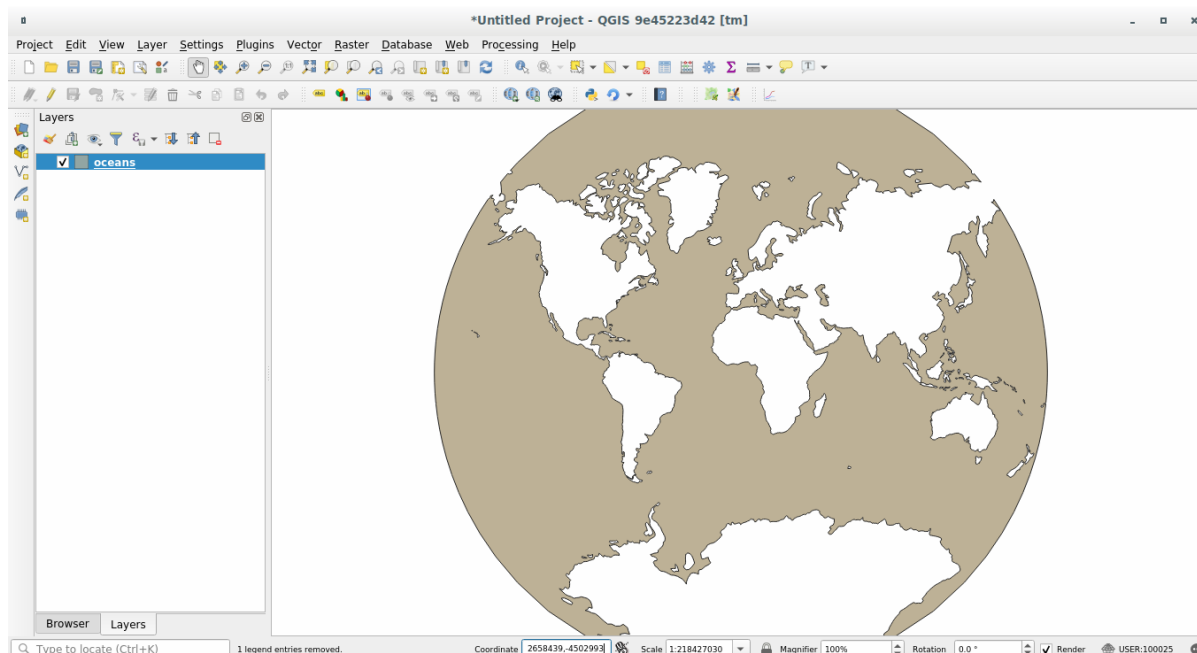 *Untitled Project - QGIS 9e45223d42 [tm]
Project Edit View Layer Settings Plugins Vector Raster Database Web Processing Help
Layers
oceans
Browser Layers
Type to locate (Ctrl+K) 1 legend entries removed. Coordinate 2658439,-4502993 Scale 1:218427030 Magnifier 100% Rotation 0.0 ° Render USER:100025